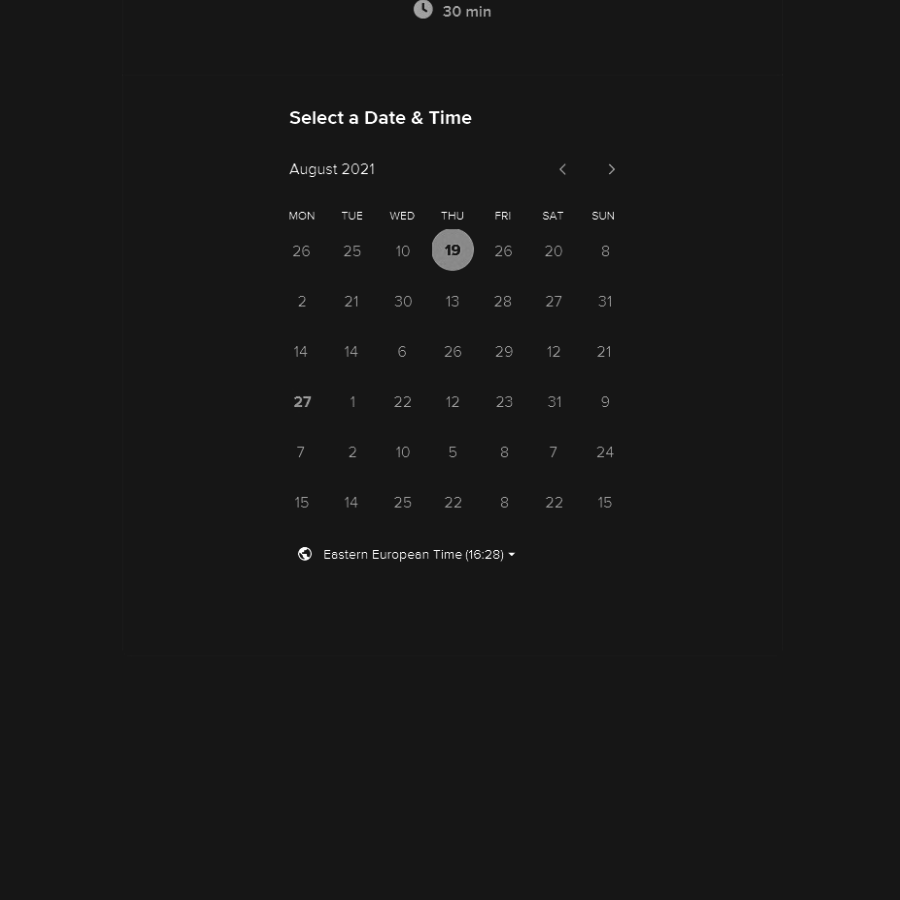 30 min
Select a Date & Time
August 2021
MON TUE WED THU FRI SAT SUN
26 25 10 19 26 20 8
2 21 30 13 28 27 31
14 14 6 26 29 12 21
27 1 22 12 23 31 9
7 2 10 5 8 7 24
15 14 25 22 8 22 15
Eastern European Time (16:28)